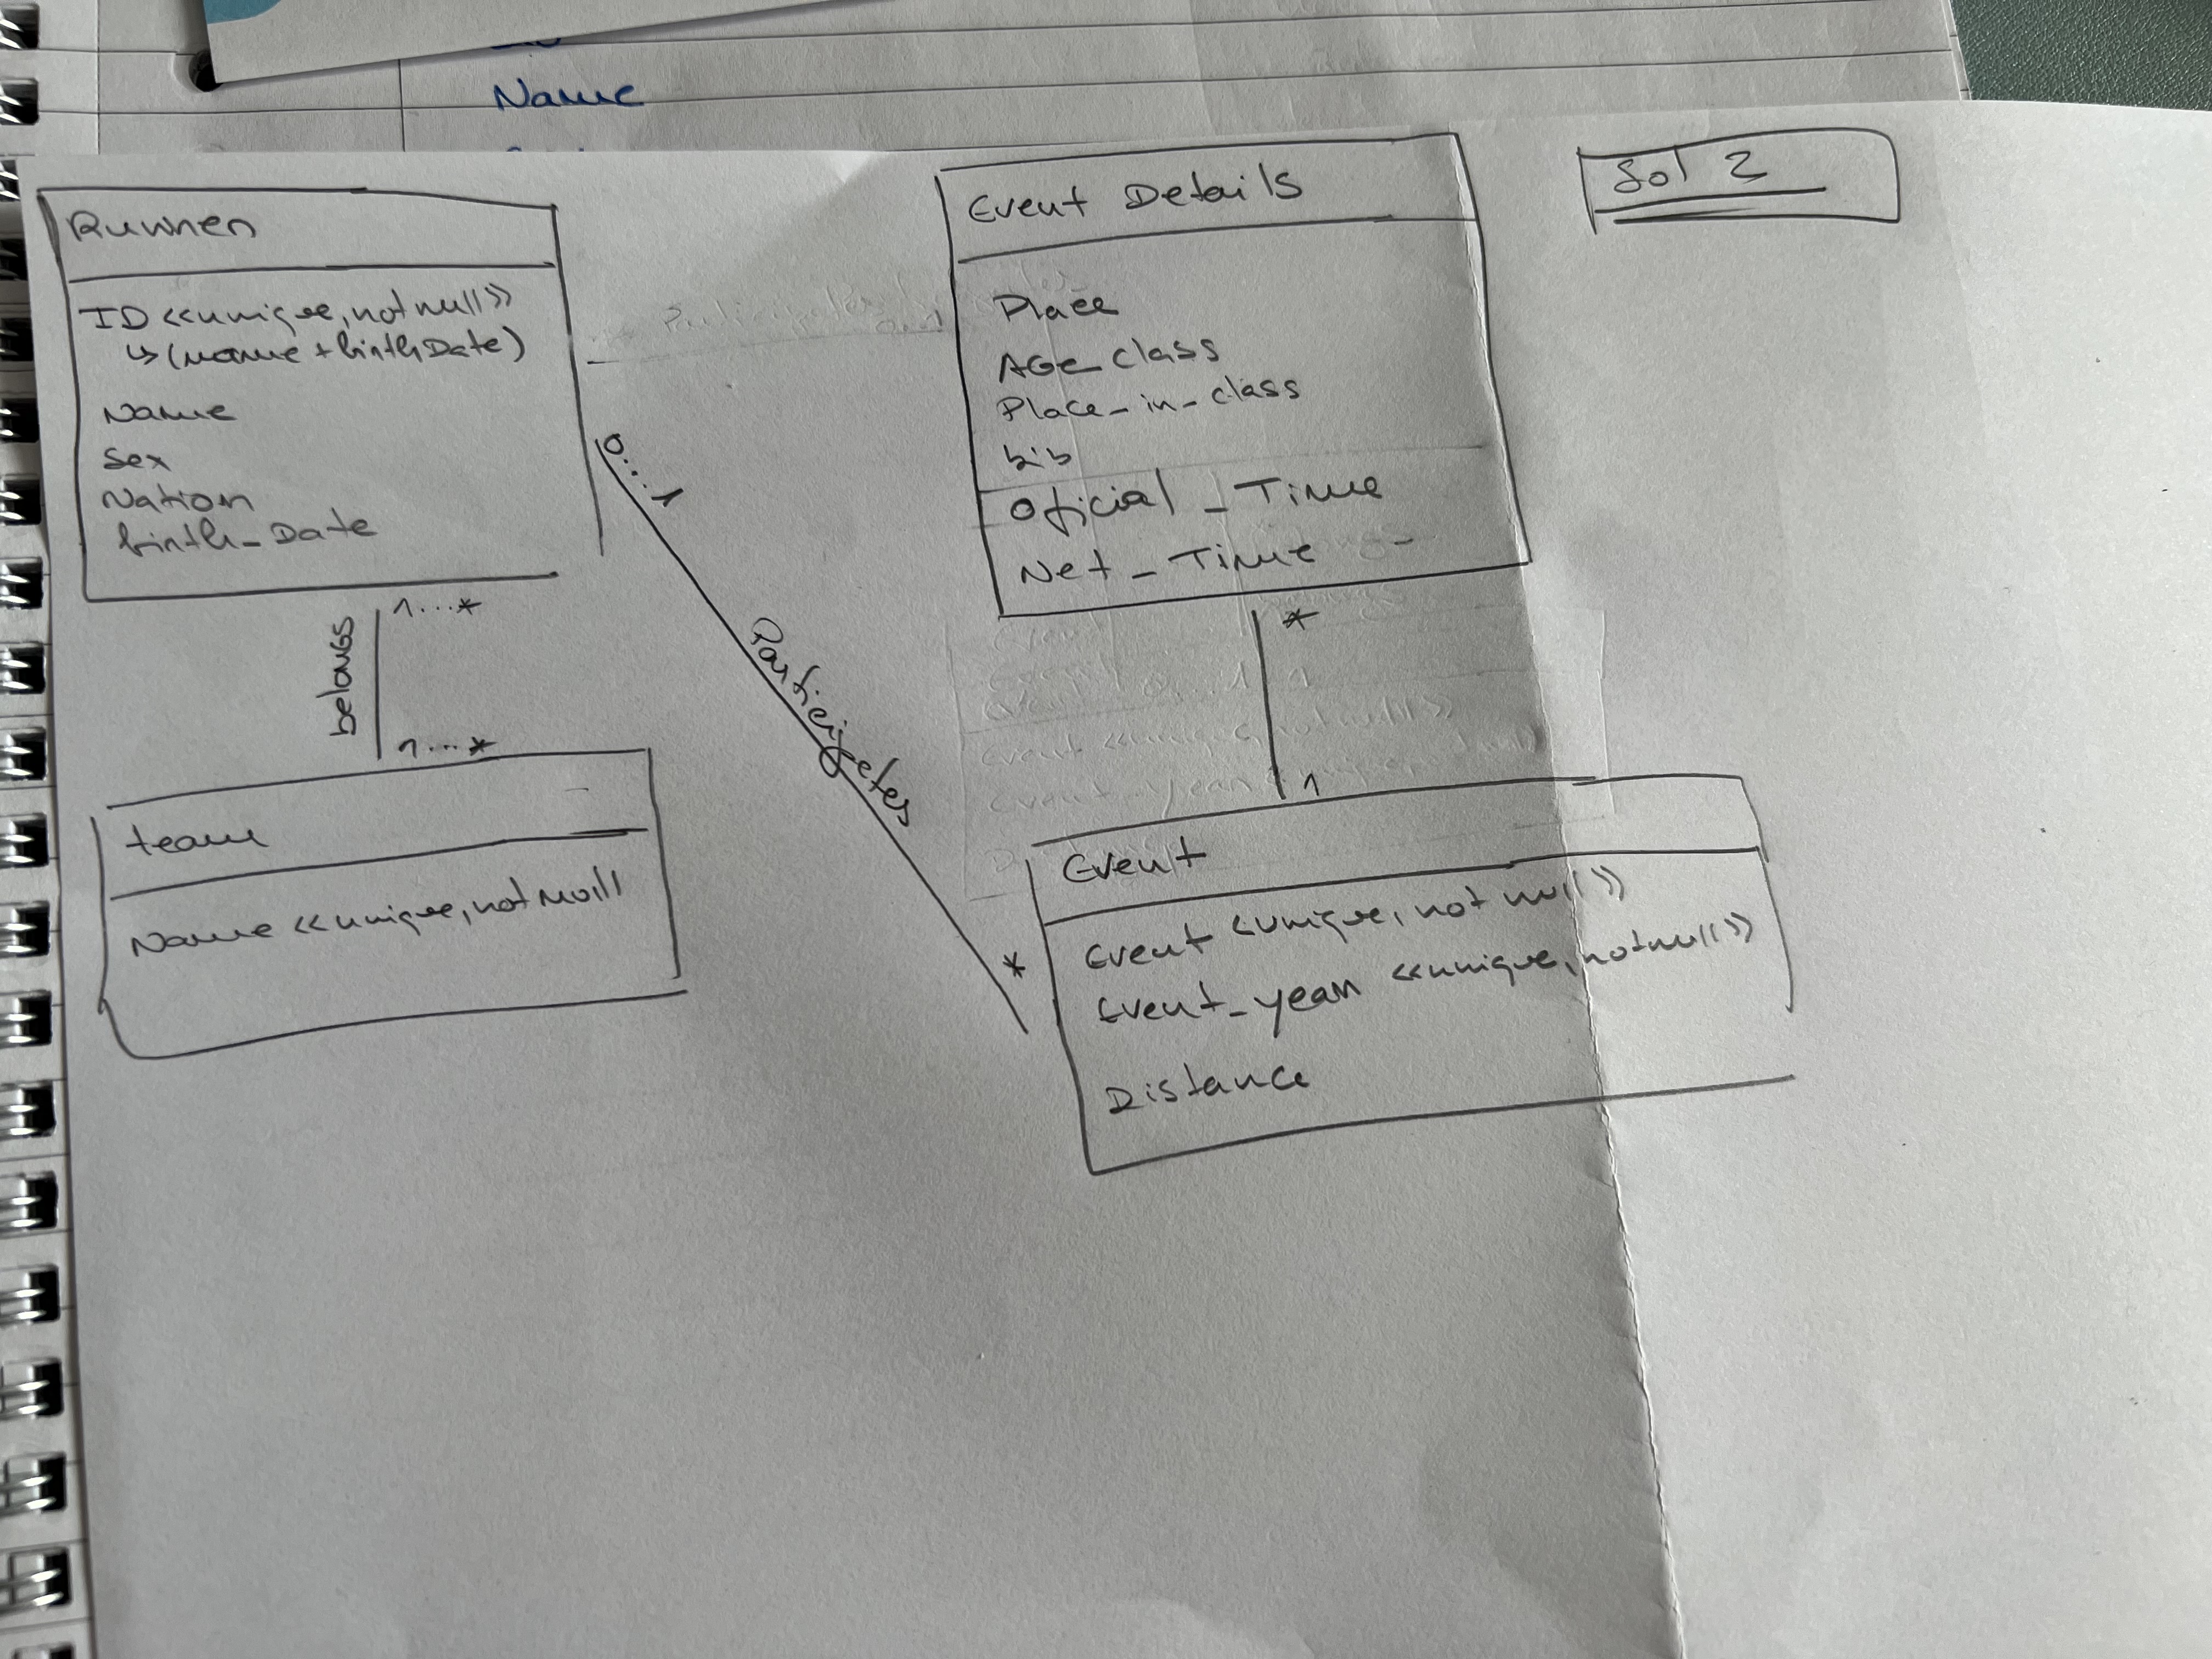 Runner
ID <<unique, not null>>
↳ (name + birthDate)
Name
Sex
Nation
birth_Date
belongs
1...*
1...*
team
Name <<unique, not Null
0...1
Participates
*
Event Details
Place
AGe_class
Place_in_class
bib
Oficial_Time
Net_Time
*
1
Event
Event <unique, not null>>
Event_year <<unique, not null>>
Distance
Sol 2
Name